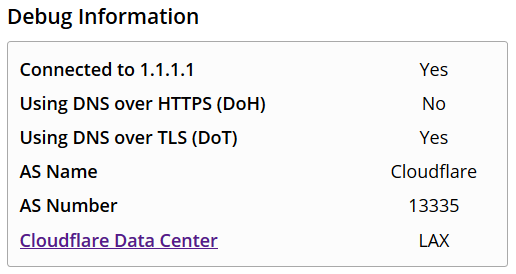 Debug Information
Connected to 1.1.1.1 Yes
Using DNS over HTTPS (DoH) No
Using DNS over TLS (DoT) Yes
AS Name Cloudflare
AS Number 13335
Cloudflare Data Center LAX